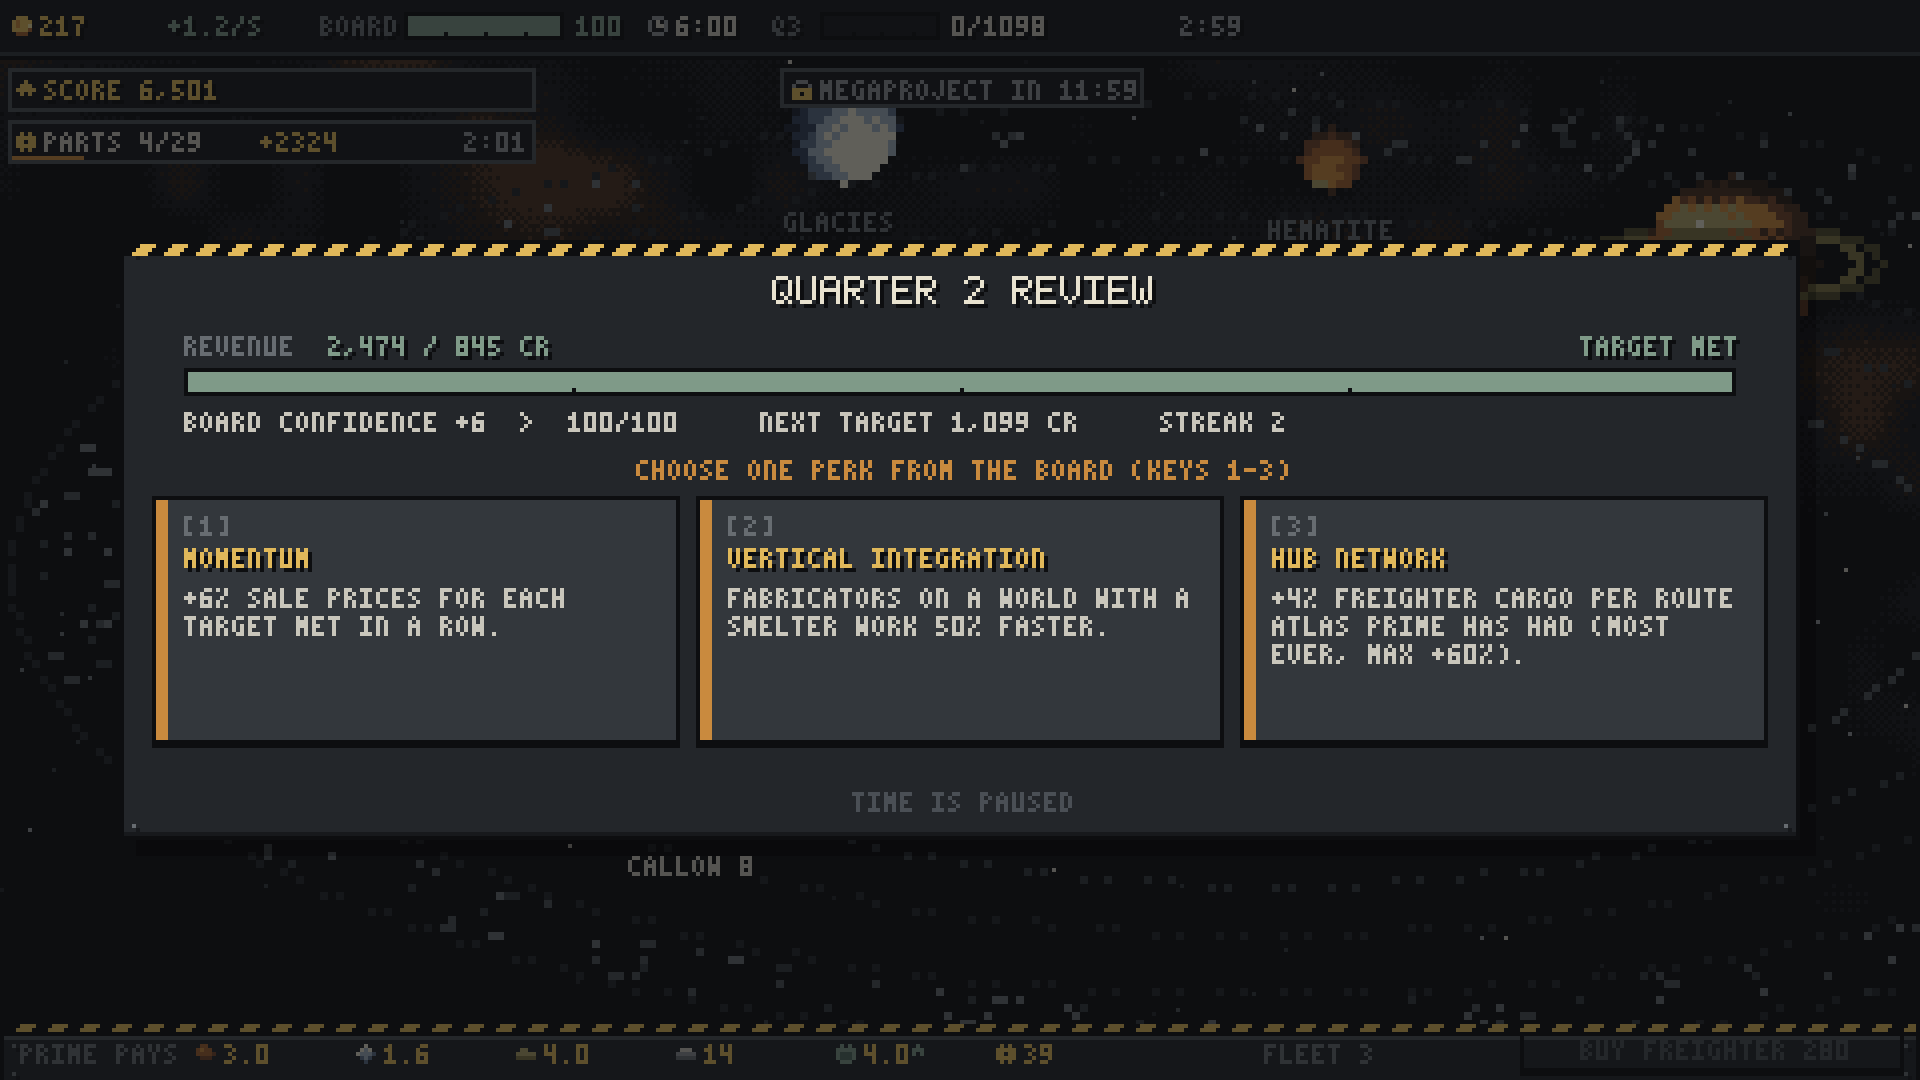 217 +1.2/S BOARD 100 6:00 Q3 0/1098 2:59
SCORE 6,501
MEGAPROJECT IN 11:59
PARTS 4/29 +2324 2:01
GLACIES
HEMATITE
QUARTER 2 REVIEW
REVENUE 2,474 / 845 CR TARGET MET
BOARD CONFIDENCE +6 > 100/100 NEXT TARGET 1,099 CR STREAK 2
CHOOSE ONE PERK FROM THE BOARD (KEYS 1-3)
[1]
MOMENTUM
+6% SALE PRICES FOR EACH
TARGET MET IN A ROW.
[2]
VERTICAL INTEGRATION
FABRICATORS ON A WORLD WITH A
SMELTER WORK 50% FASTER.
[3]
HUB NETWORK
+4% FREIGHTER CARGO PER ROUTE
ATLAS PRIME HAS HAD (MOST
EVER, MAX +60%).
TIME IS PAUSED
CALLOW 8
PRIME PAYS 3.0 1.6 4.0 14 4.0^ 39 FLEET 3 BUY FREIGHTER 280